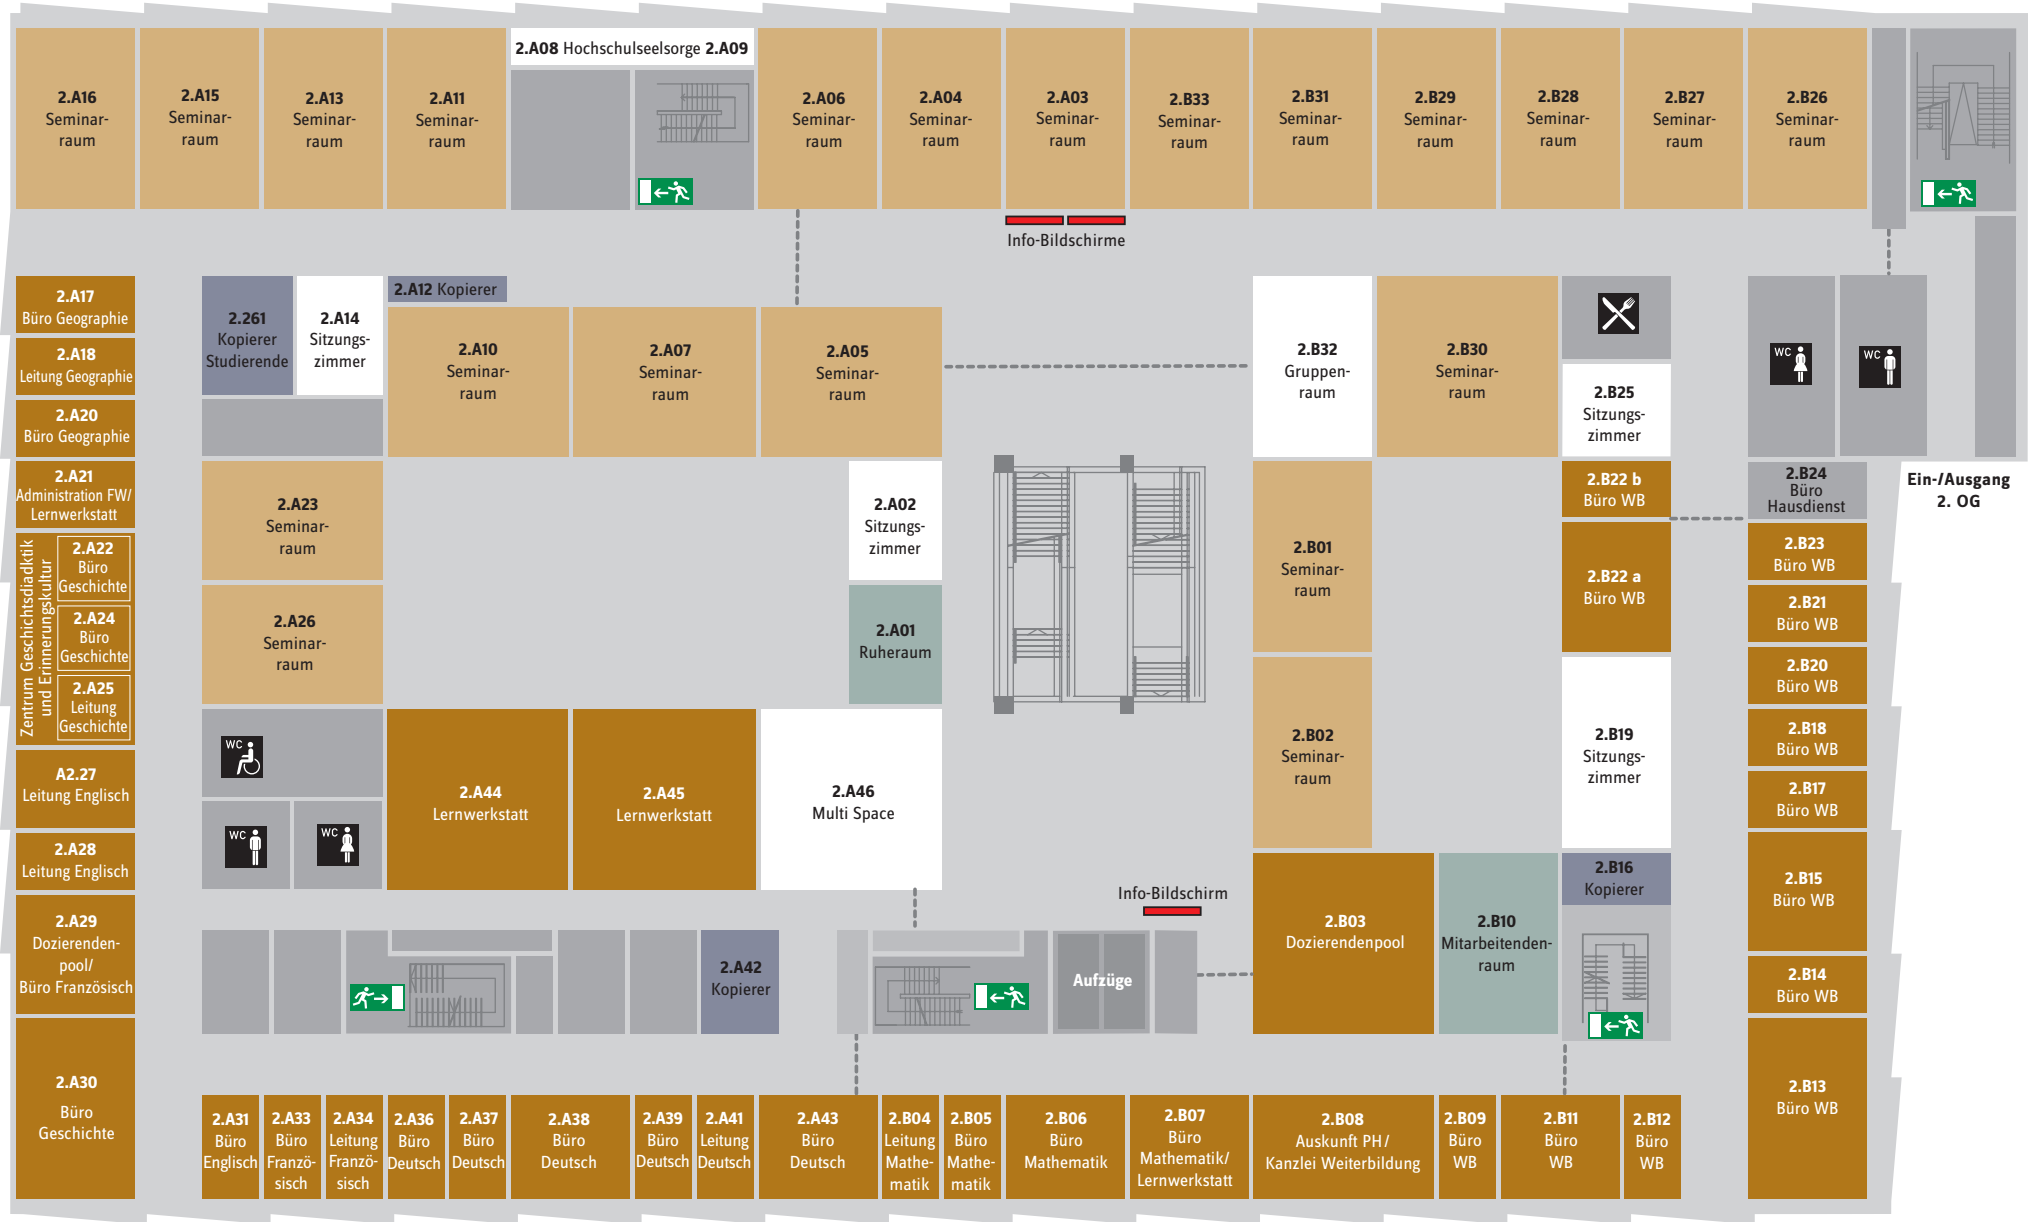 2.A08 Hochschulseelsorge 2.A09
2.A16
Seminar-
raum
2.A15
Seminar-
raum
2.A13
Seminar-
raum
2.A11
Seminar-
raum
2.A06
Seminar-
raum
2.A04
Seminar-
raum
2.A03
Seminar-
raum
2.B33
Seminar-
raum
2.B31
Seminar-
raum
2.B29
Seminar-
raum
2.B28
Seminar-
raum
2.B27
Seminar-
raum
2.B26
Seminar-
raum
Info-Bildschirme
2.A17
Büro Geographie
2.A18
Leitung Geographie
2.A20
Büro Geographie
2.A21
Administration FW/
Lernwerkstatt
Zentrum Geschichtsdiadktik
und Erinnerungskultur
2.A22
Büro
Geschichte
2.A24
Büro
Geschichte
2.A25
Leitung
Geschichte
A2.27
Leitung Englisch
2.A28
Leitung Englisch
2.A29
Dozierenden-
pool/
Büro Französisch
2.A30
Büro
Geschichte
2.261
Kopierer
Studierende
2.A14
Sitzungs-
zimmer
2.A12 Kopierer
2.A10
Seminar-
raum
2.A07
Seminar-
raum
2.A05
Seminar-
raum
2.A23
Seminar-
raum
2.A26
Seminar-
raum
2.A02
Sitzungs-
zimmer
2.A01
Ruheraum
WC
WC
WC
2.A44
Lernwerkstatt
2.A45
Lernwerkstatt
2.A46
Multi Space
2.A42
Kopierer
Info-Bildschirm
Aufzüge
2.B32
Gruppen-
raum
2.B30
Seminar-
raum
2.B25
Sitzungs-
zimmer
2.B01
Seminar-
raum
2.B22 b
Büro WB
2.B22 a
Büro WB
2.B02
Seminar-
raum
2.B19
Sitzungs-
zimmer
2.B03
Dozierendenpool
2.B10
Mitarbeitenden-
raum
2.B16
Kopierer
WC
WC
2.B24
Büro
Hausdienst
Ein-/Ausgang
2. OG
2.B23
Büro WB
2.B21
Büro WB
2.B20
Büro WB
2.B18
Büro WB
2.B17
Büro WB
2.B15
Büro WB
2.B14
Büro WB
2.B13
Büro WB
2.A31
Büro
Englisch
2.A33
Büro
Franzö-
sisch
2.A34
Leitung
Franzö-
sisch
2.A36
Büro
Deutsch
2.A37
Büro
Deutsch
2.A38
Büro
Deutsch
2.A39
Büro
Deutsch
2.A41
Leitung
Deutsch
2.A43
Büro
Deutsch
2.B04
Leitung
Mathe-
matik
2.B05
Büro
Mathe-
matik
2.B06
Büro
Mathematik
2.B07
Büro
Mathematik/
Lernwerkstatt
2.B08
Auskunft PH/
Kanzlei Weiterbildung
2.B09
Büro
WB
2.B11
Büro
WB
2.B12
Büro
WB